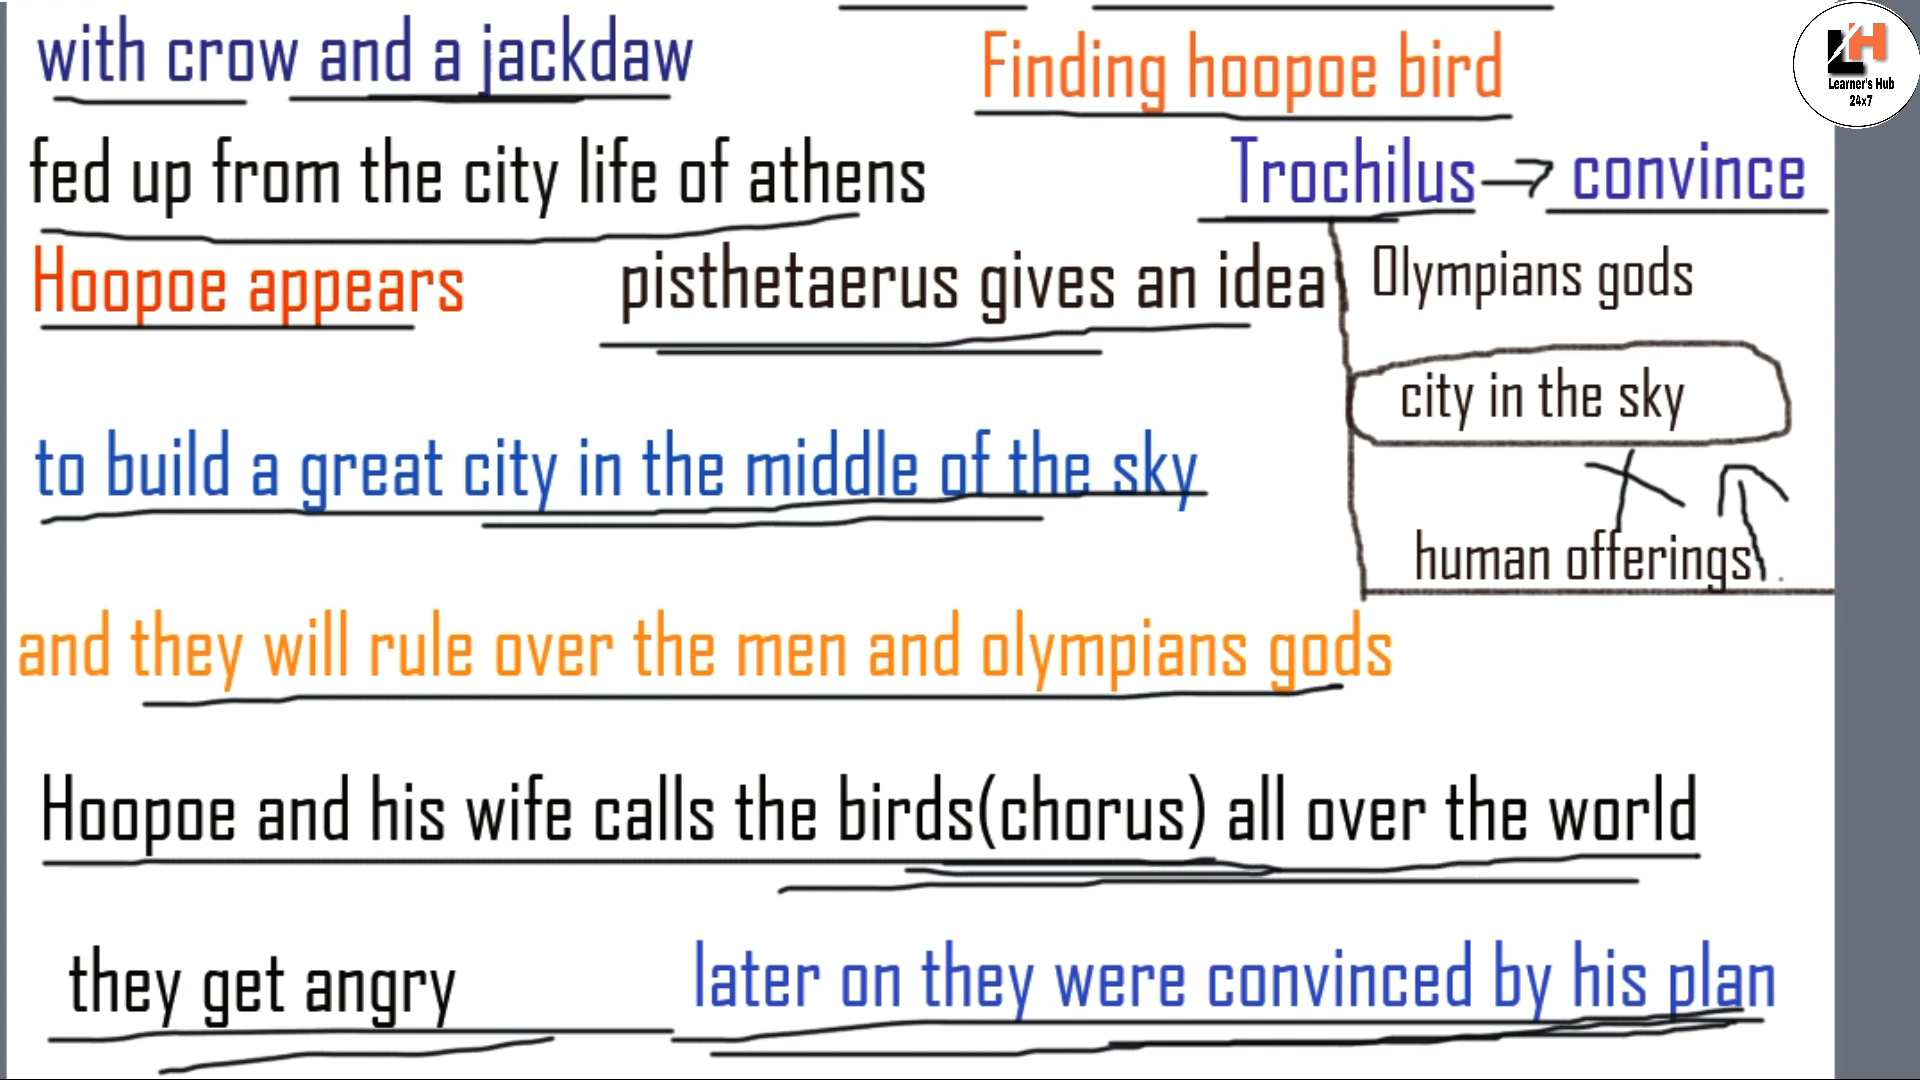 with crow and a jackdaw
Finding hoopoe bird
LH
Learner's Hub
24x7
fed up from the city life of athens
Trochilus → convince
Hoopoe appears
pisthetaerus gives an idea
Olympians gods
city in the sky
to build a great city in the middle of the sky
human offerings
and they will rule over the men and olympians gods
Hoopoe and his wife calls the birds(chorus) all over the world
they get angry
later on they were convinced by his plan